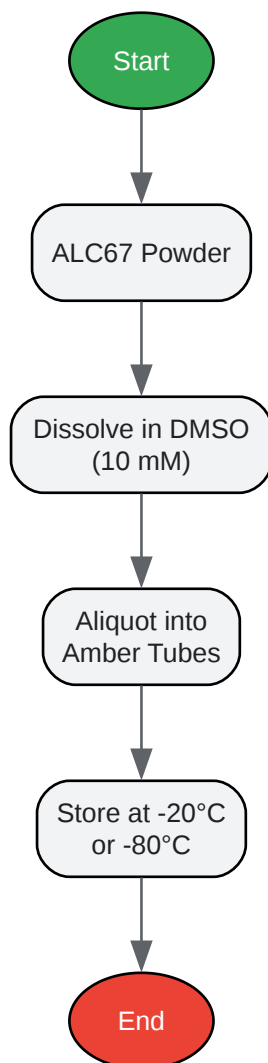 Start
ALC67 Powder
Dissolve in DMSO
(10 mM)
Aliquot into
Amber Tubes
Store at -20°C
or -80°C
End